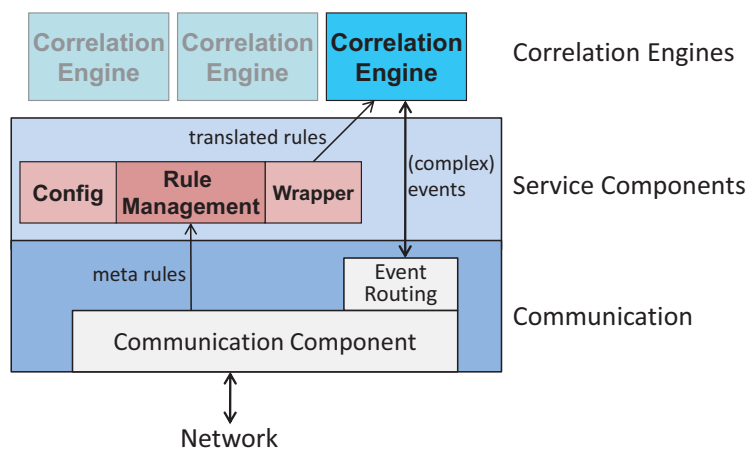 Correlation Engine
Correlation Engine
Correlation Engine
Correlation Engines
translated rules
(complex) events
Config
Rule Management
Wrapper
Service Components
meta rules
Event Routing
Communication
Communication Component
Network